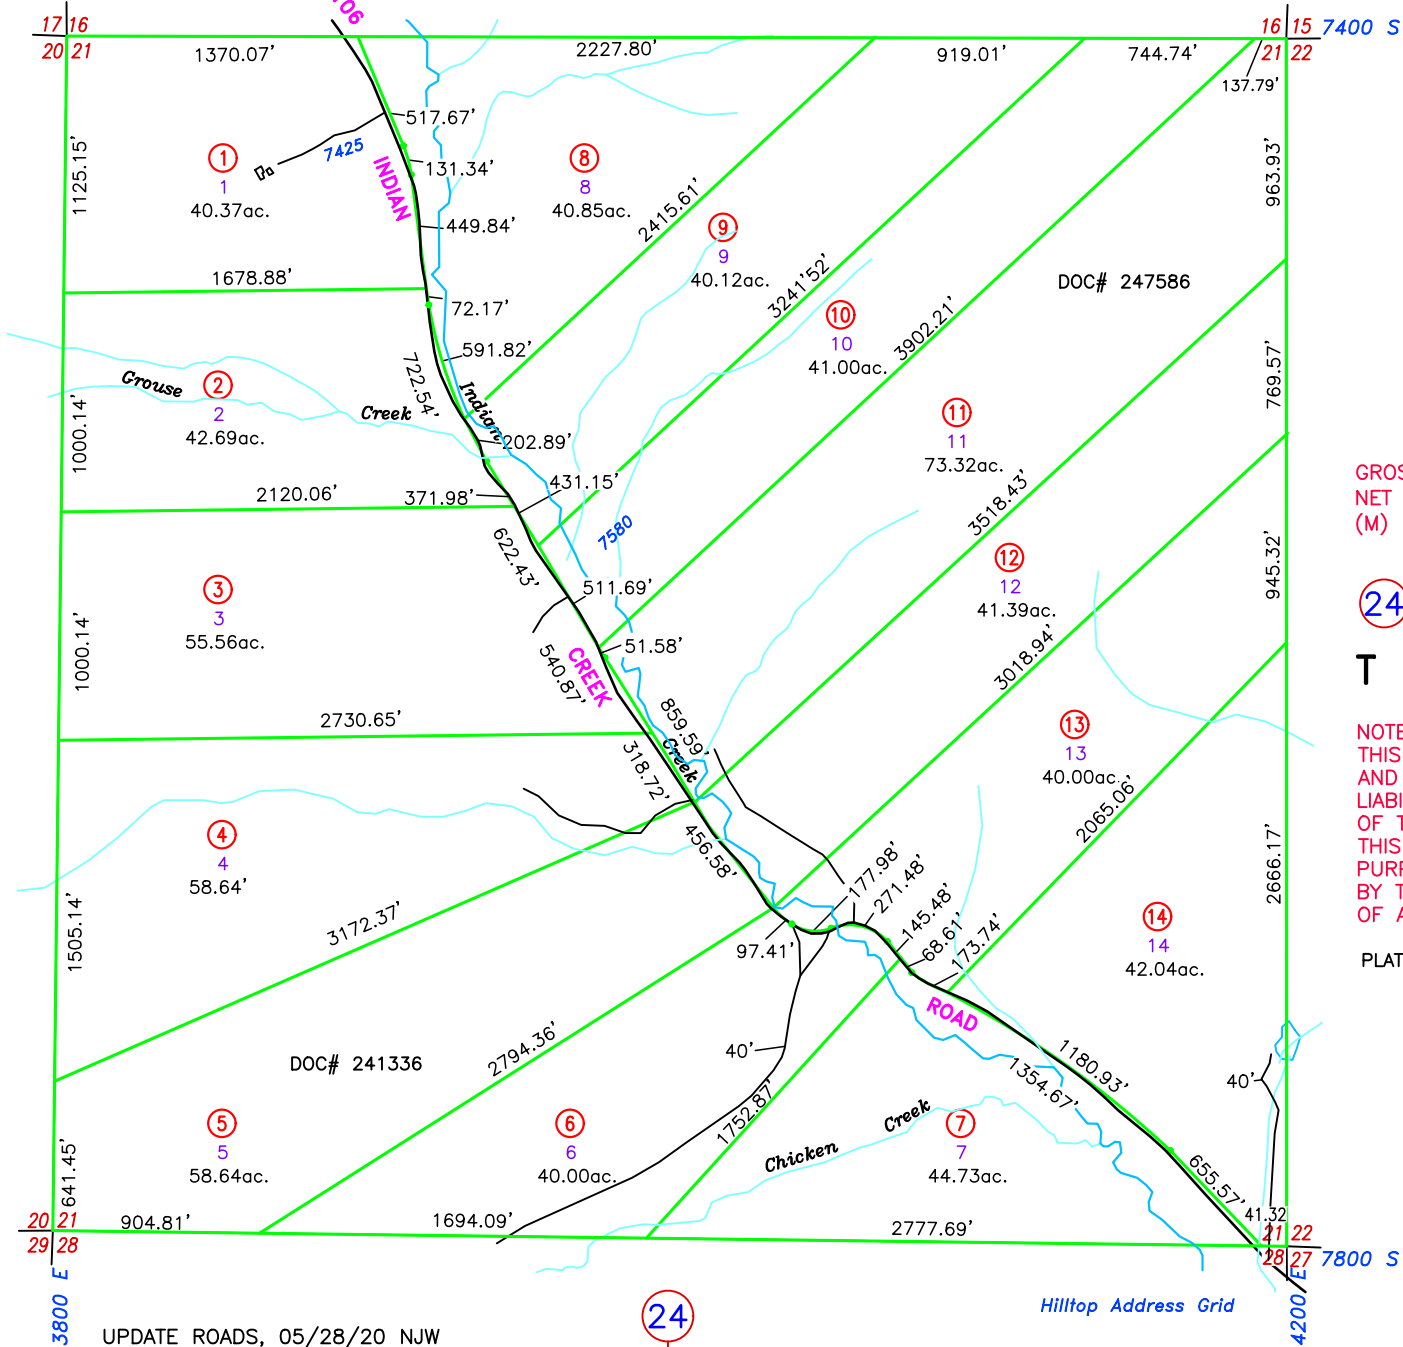 06
17 16
20 21
16 15
21 22
7400 S
1370.07'
2227.80'
919.01'
744.74'
137.79'
517.67'
7425
131.34'
INDIAN
1125.15'
1
1
40.37ac.
8
8
40.85ac.
449.84'
2415.61'
9
9
40.12ac.
963.93'
1678.88'
72.17'
3241'52'
DOC# 247586
10
10
41.00ac.
3902.21'
591.82'
722.54'
769.57'
Grouse
Creek
Indian
2
2
42.69ac.
1000.14'
202.89'
11
11
73.32ac.
431.15'
2120.06'
371.98'
3518.43'
GROS
NET
(M)
7580
622.43'
945.32'
12
12
41.39ac.
3
3
55.56ac.
511.69'
24
1000.14'
51.58'
CREEK
540.87'
3018.94'
T
2730.65'
859.59'
Creek
318.72'
13
13
40.00ac.
2065.06'
NOTE
THIS
AND
LIABI
OF T
THIS
PURP
BY T
OF A
PLAT
4
4
58.64'
456.58'
177.98'
271.48'
145.48'
68.61'
173.74'
97.41'
2666.17'
1505.14'
3172.37'
14
14
42.04ac.
ROAD
DOC# 241336
2794.36'
40'
1752.87'
1180.93'
1354.67'
40'
Chicken
Creek
5
5
58.64ac.
6
6
40.00ac.
7
7
44.73ac.
641.45'
655.57'
41.32
904.81'
1694.09'
2777.69'
20 21
29 28
21 22
28 27
7800 S
3800 E
4200 E
Hilltop Address Grid
24
UPDATE ROADS, 05/28/20 NJW